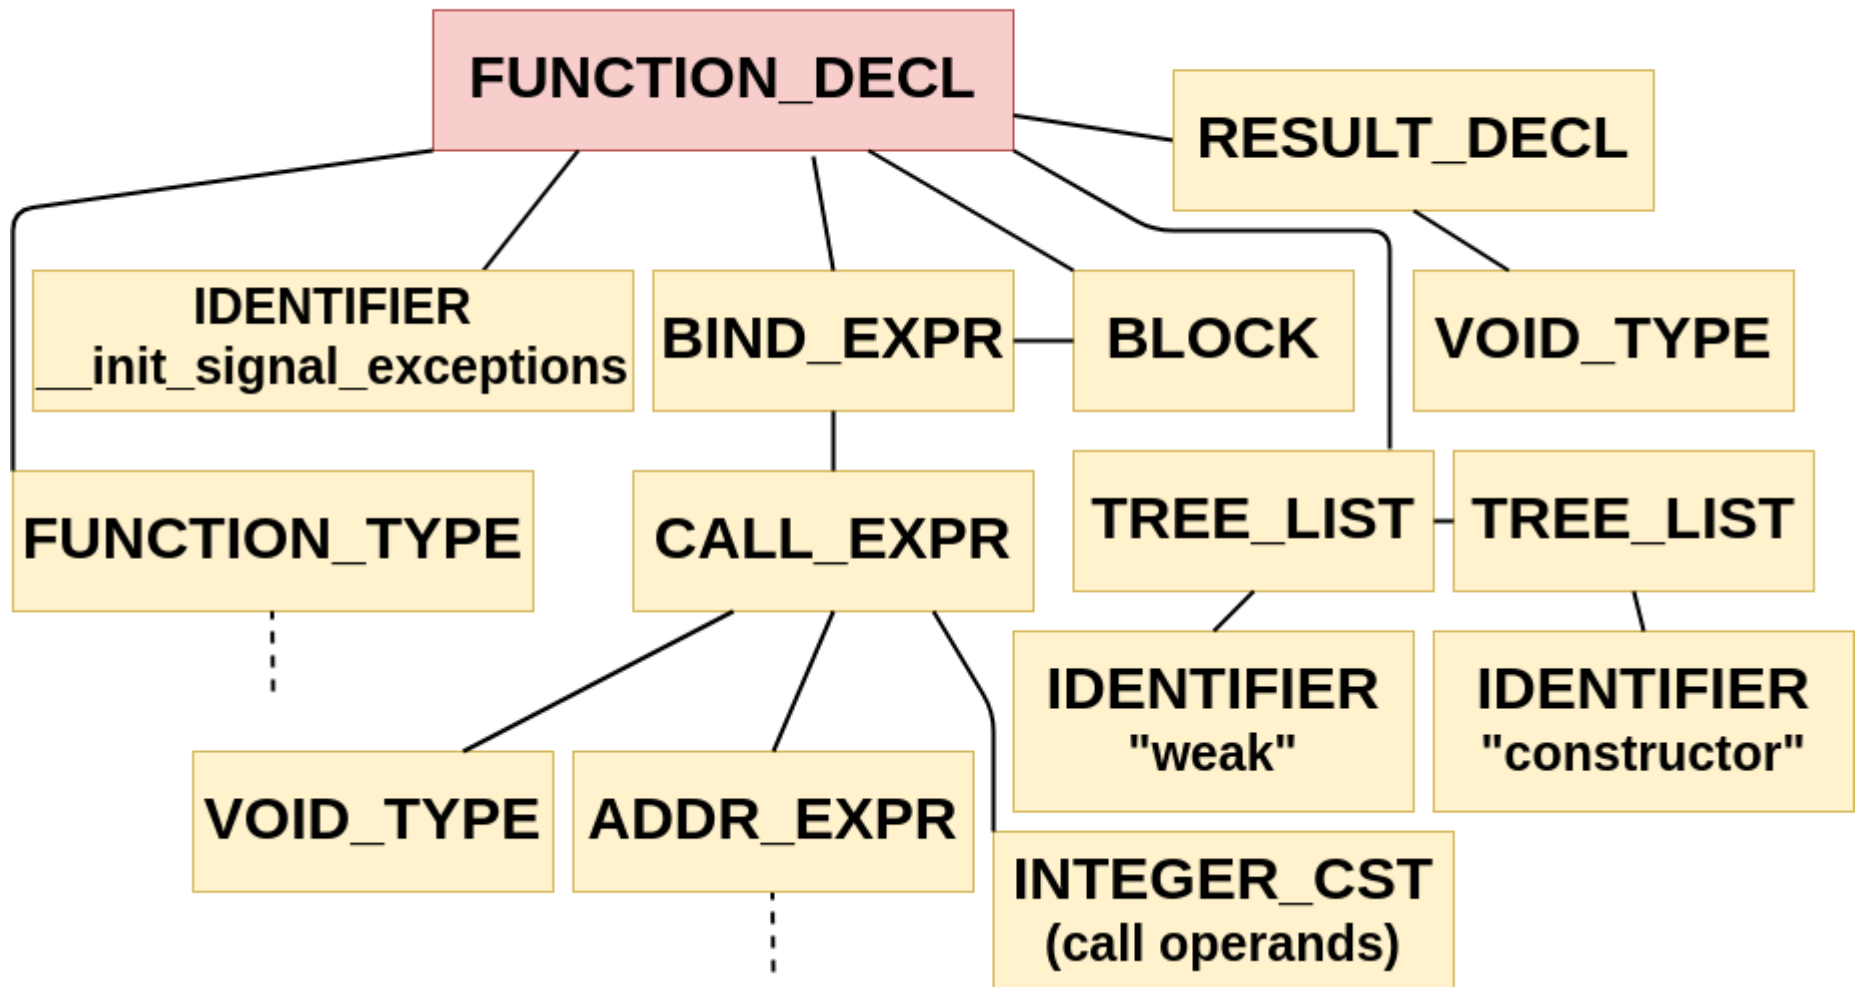 FUNCTION_DECL
RESULT_DECL
IDENTIFIER
__init_signal_exceptions
BIND_EXPR
BLOCK
VOID_TYPE
FUNCTION_TYPE
CALL_EXPR
TREE_LIST
TREE_LIST
IDENTIFIER
"weak"
IDENTIFIER
"constructor"
VOID_TYPE
ADDR_EXPR
INTEGER_CST
(call operands)